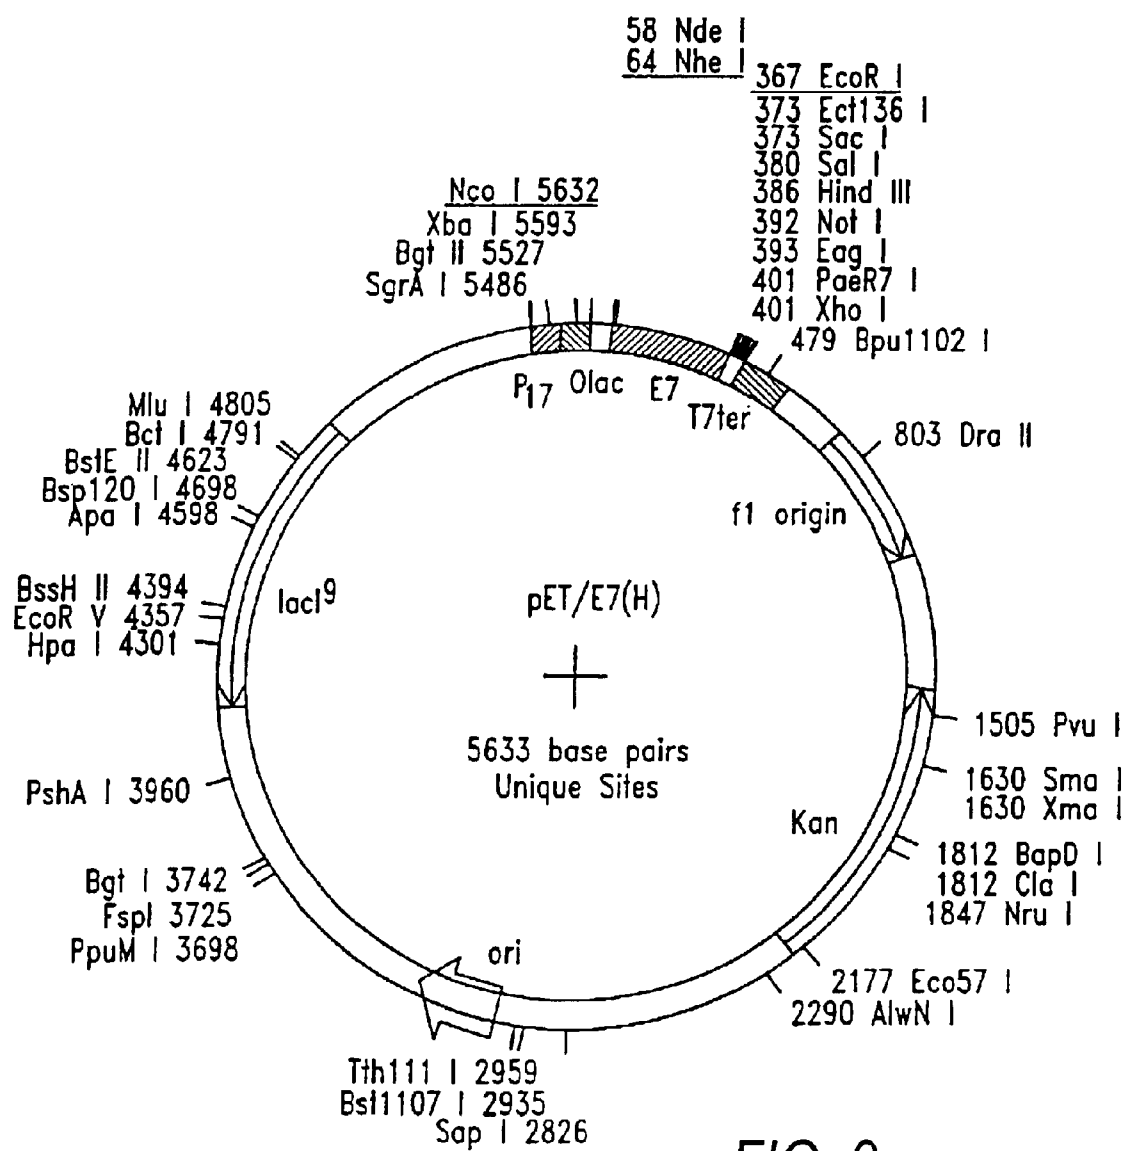 58 Nde I
64 Nhe I
367 EcoR I
373 Ect136 I
373 Sac I
380 Sal I
386 Hind III
392 Not I
393 Eag I
401 PaeR7 I
401 Xho I
479 Bpu1102 I
Nco I 5632
Xba I 5593
Bgt II 5527
SgrA I 5486
P17 Olac E7 T7ter
803 Dra II
f1 origin
Mlu I 4805
Bct I 4791
BstE II 4623
Bsp120 I 4698
Apa I 4598
BssH II 4394
EcoR V 4357
Hpa I 4301
lacI9
pET/E7(H)
5633 base pairs
Unique Sites
1505 Pvu I
1630 Sma I
1630 Xma I
Kan
1812 BapD I
1812 Cla I
1847 Nru I
2177 Eco57 I
2290 AlwN I
PshA I 3960
Bgt I 3742
FspI 3725
PpuM I 3698
ori
Tth111 I 2959
Bst1107 I 2935
Sap I 2826